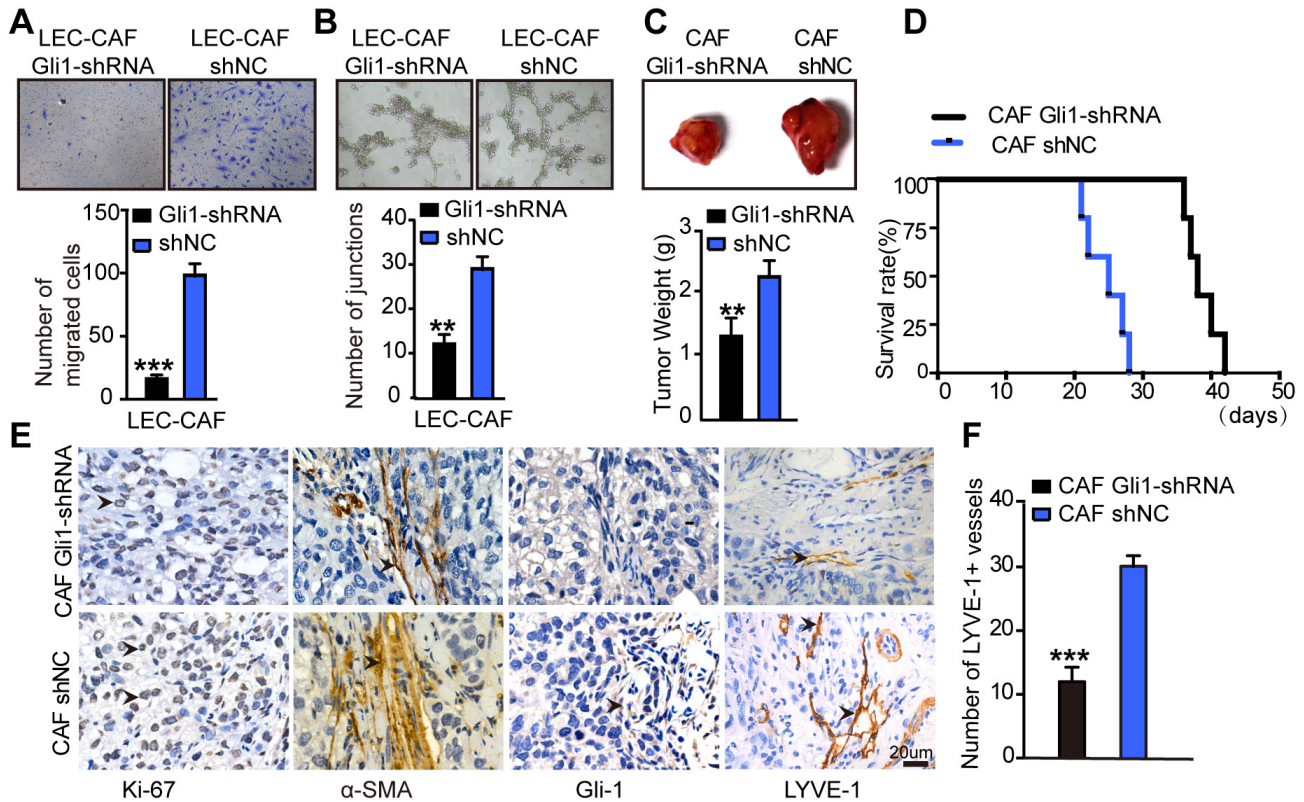 A
LEC-CAF
Gli1-shRNA
LEC-CAF
shNC
150
100
50
0
Number of
migrated cells
Gli1-shRNA
shNC
***
LEC-CAF
B
LEC-CAF
Gli1-shRNA
LEC-CAF
shNC
40
30
20
10
0
Number of junctions
Gli1-shRNA
shNC
**
LEC-CAF
C
CAF
Gli1-shRNA
CAF
shNC
3
2
1
0
Tumor Weight (g)
Gli1-shRNA
shNC
**
D
CAF Gli1-shRNA
CAF shNC
100
75
50
25
0
Survival rate(%)
0
10
20
30
40
50
(days)
E
CAF Gli1-shRNA
CAF shNC
20um
Ki-67
α-SMA
Gli-1
LYVE-1
F
CAF Gli1-shRNA
CAF shNC
40
30
20
10
0
Number of LYVE-1+ vessels
***